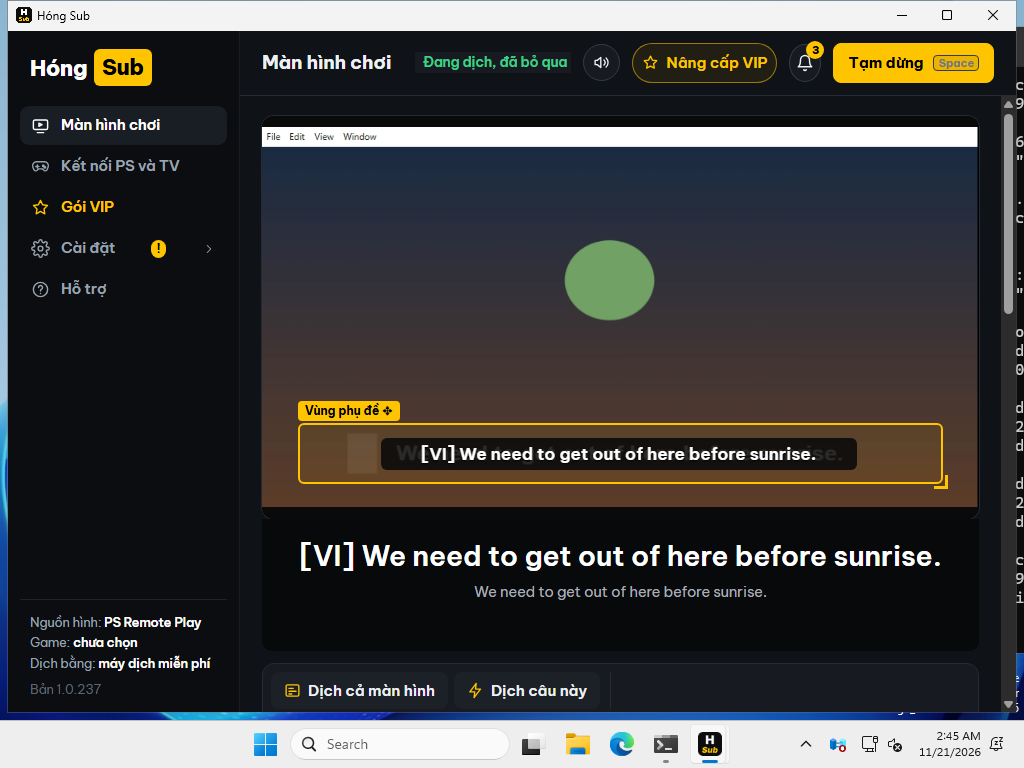 Hóng Sub
Hóng Sub
Màn hình chơi
Kết nối PS và TV
Gói VIP
Cài đặt !
Hỗ trợ
Nguồn hình: PS Remote Play
Game: chưa chọn
Dịch bằng: máy dịch miễn phí
Bản 1.0.237
Màn hình chơi
Đang dịch, đã bỏ qua
Nâng cấp VIP
3
Tạm dừng Space
File Edit View Window
Vùng phụ đề
[VI] We need to get out of here before sunrise.
[VI] We need to get out of here before sunrise.
We need to get out of here before sunrise.
Dịch cả màn hình
Dịch câu này
Search
H Sub
2:45 AM
11/21/2026